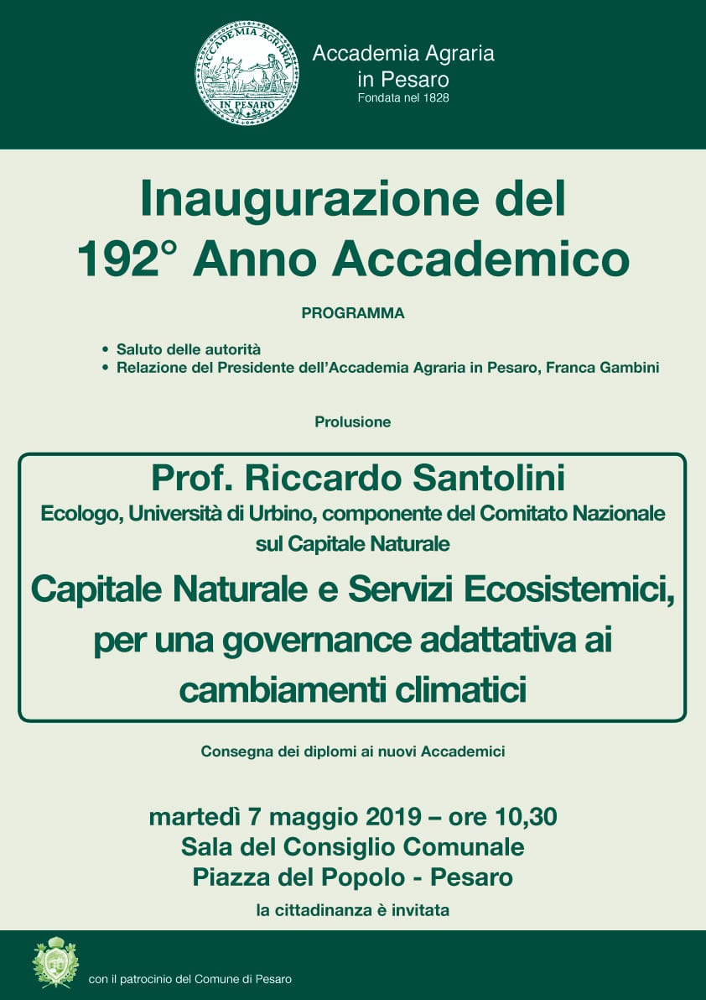 ACCADEMIA AGRARIA
IN PESARO
Accademia Agraria
in Pesaro
Fondata nel 1828
Inaugurazione del
192° Anno Accademico
PROGRAMMA
• Saluto delle autorità
• Relazione del Presidente dell’Accademia Agraria in Pesaro, Franca Gambini
Prolusione
Prof. Riccardo Santolini
Ecologo, Università di Urbino, componente del Comitato Nazionale
sul Capitale Naturale
Capitale Naturale e Servizi Ecosistemici,
per una governance adattativa ai
cambiamenti climatici
Consegna dei diplomi ai nuovi Accademici
martedì 7 maggio 2019 – ore 10,30
Sala del Consiglio Comunale
Piazza del Popolo - Pesaro
la cittadinanza è invitata
con il patrocinio del Comune di Pesaro